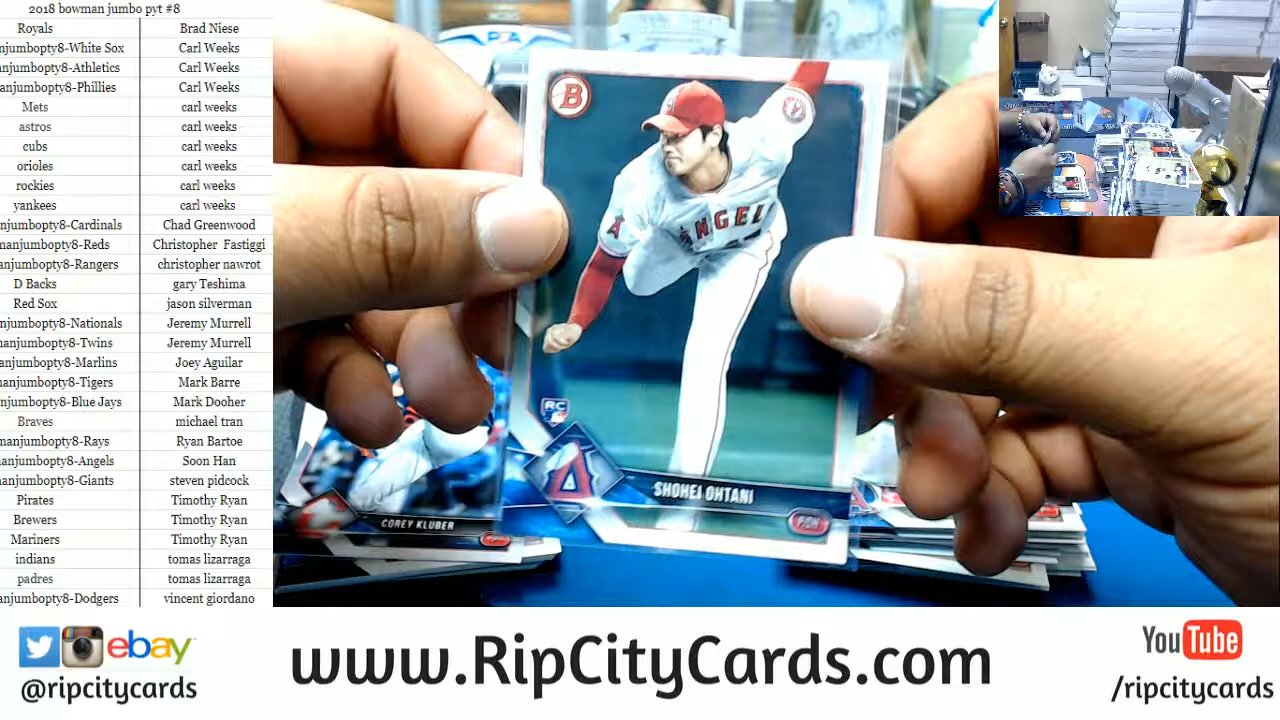 2018 bowman jumbo pyt #8
Royals Brad Niese
njumbopty8-White Sox Carl Weeks
anjumbopty8-Athletics Carl Weeks
anjumbopty8-Phillies Carl Weeks
Mets carl weeks
astros carl weeks
cubs carl weeks
orioles carl weeks
rockies carl weeks
yankees carl weeks
njumbopty8-Cardinals Chad Greenwood
manjumbopty8-Reds Christopher Fastiggi
anjumbopty8-Rangers christopher nawrot
D Backs gary Teshima
Red Sox jason silverman
njumbopty8-Nationals Jeremy Murrell
nanjumbopty8-Twins Jeremy Murrell
anjumbopty8-Marlins Joey Aguilar
manjumbopty8-Tigers Mark Barre
njumbopty8-Blue Jays Mark Dooher
Braves michael tran
manjumbopty8-Rays Ryan Bartoe
manjumbopty8-Angels Soon Han
njumbopty8-Giants steven pidcock
Pirates Timothy Ryan
Brewers Timothy Ryan
Mariners Timothy Ryan
indians tomas lizarraga
padres tomas lizarraga
anjumbopty8-Dodgers vincent giordano
B
ANGEL
A
RC
A
SHOHEI OHTANI
COREY KLUBER
ebay
@ripcitycards
www.RipCityCards.com
YouTube
/ripcitycards